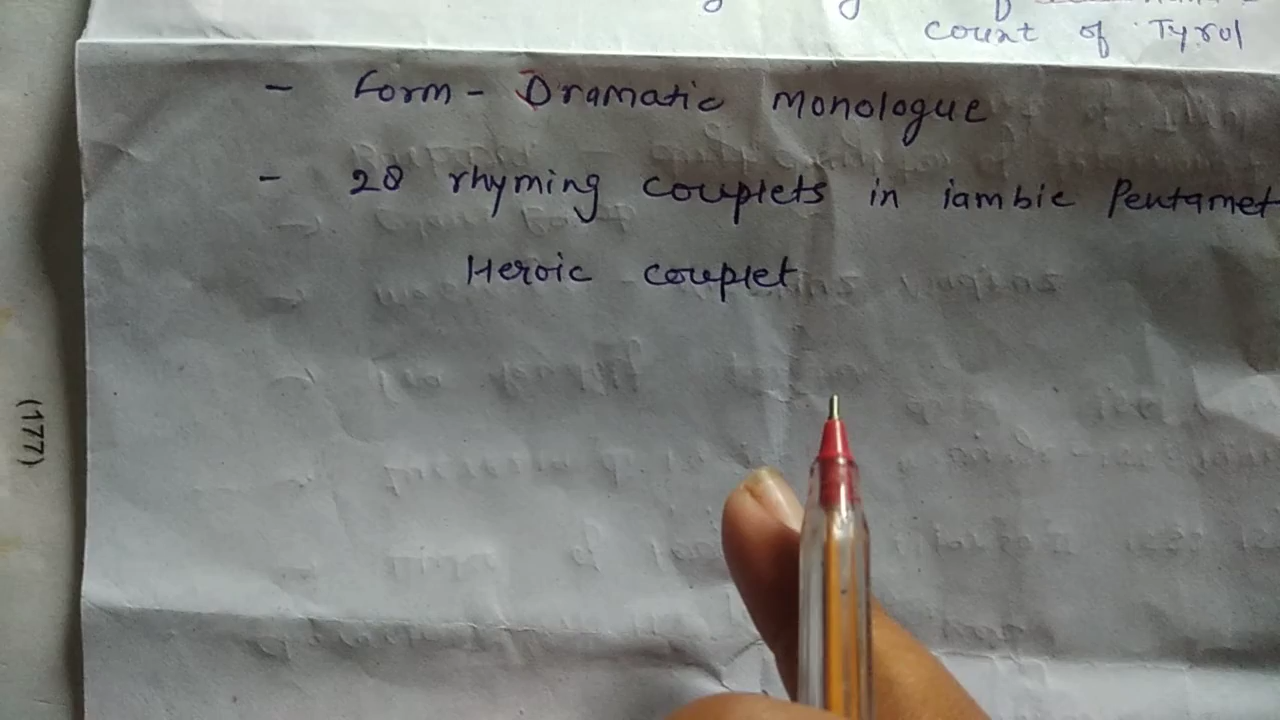 count of Tyrol
- Form - Dramatic monologue
- 28 rhyming couplets in iambic Pentamet
Heroic couplet
(177)